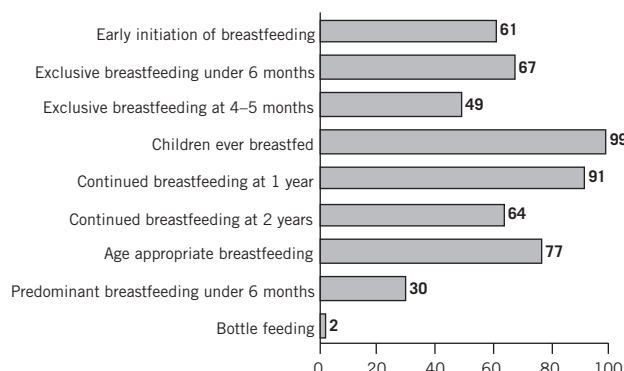 Early initiation of breastfeeding 61
Exclusive breastfeeding under 6 months 67
Exclusive breastfeeding at 4–5 months 49
Children ever breastfed 99
Continued breastfeeding at 1 year 91
Continued breastfeeding at 2 years 64
Age appropriate breastfeeding 77
Predominant breastfeeding under 6 months 30
Bottle feeding 2
0 20 40 60 80 100